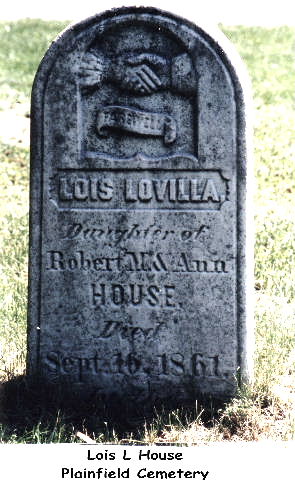 FAREWELL
LOIS LOVILLA
Daughter of
Robert M. & Ann
HOUSE.
Died
Sept. 16, 1861.
Lois L House
Plainfield Cemetery